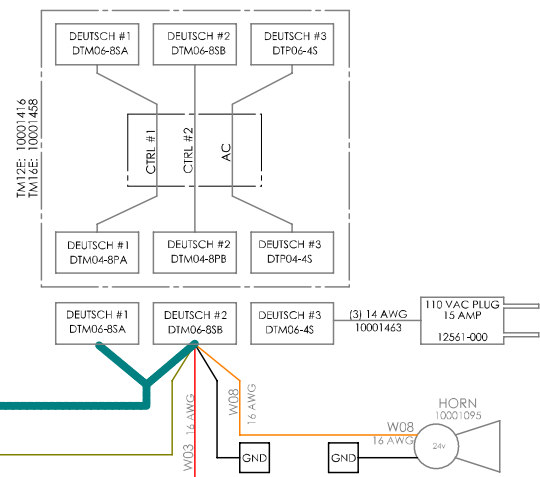 DEUTSCH #1
DTM06-8SA
DEUTSCH #2
DTM06-8SB
DEUTSCH #3
DTP06-4S
TM12E: 10001416
TM16E: 10001458
CTRL #1
CTRL #2
AC
DEUTSCH #1
DTM04-8PA
DEUTSCH #2
DTM04-8PB
DEUTSCH #3
DTP04-4S
DEUTSCH #1
DTM06-8SA
DEUTSCH #2
DTM06-8SB
DEUTSCH #3
DTM06-4S
(3) 14 AWG
10001463
110 VAC PLUG
15 AMP
12561-000
W03
16 AWG
W08
16 AWG
GND
GND
W08
16 AWG
HORN
10001095
24v